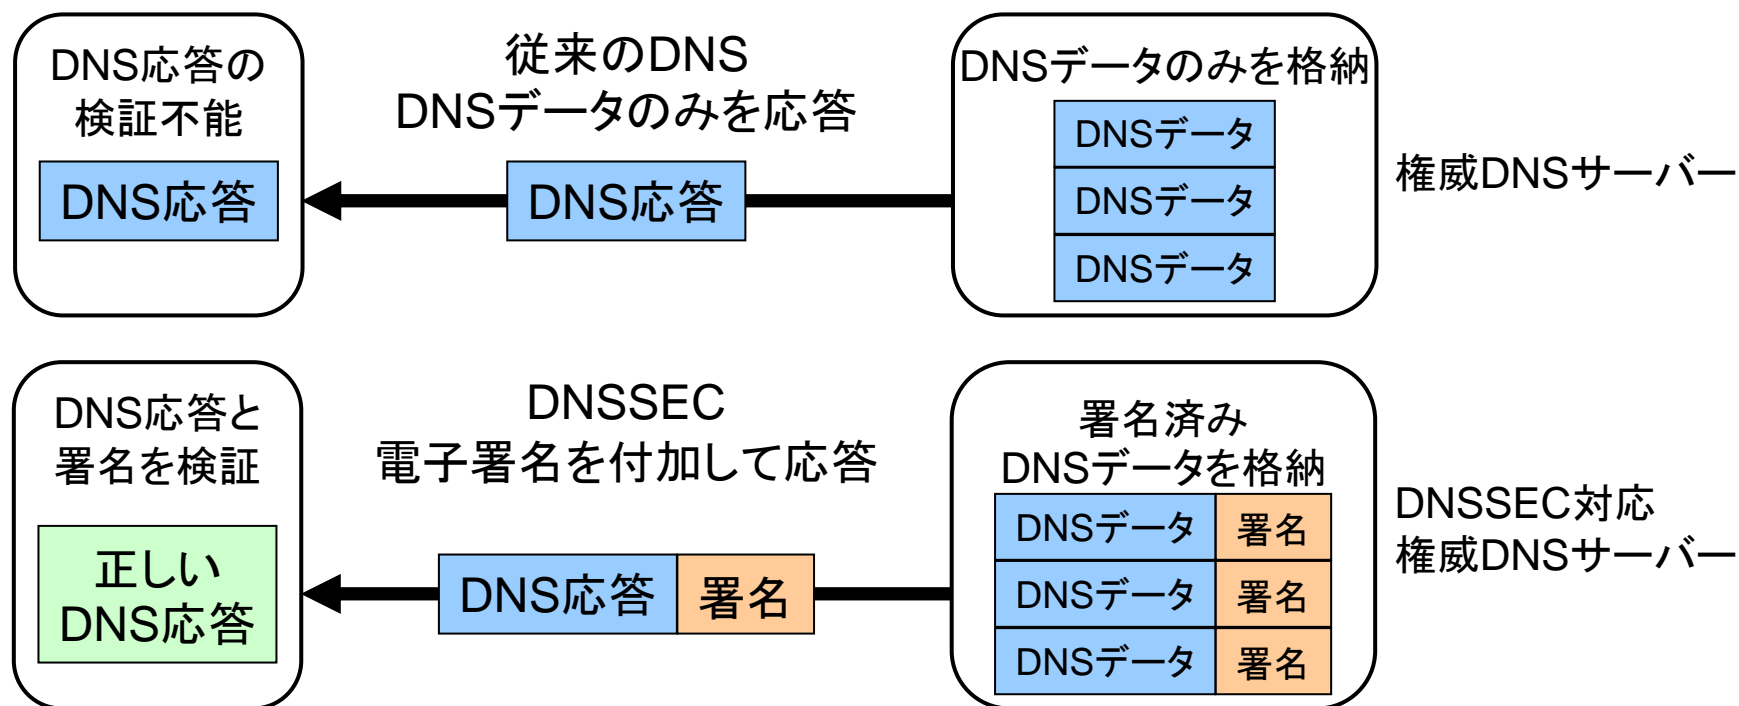 DNS応答の
検証不能
DNS応答
従来のDNS
DNSデータのみを応答
DNS応答
DNSデータのみを格納
DNSデータ
DNSデータ
DNSデータ
権威DNSサーバー
DNS応答と
署名を検証
正しい
DNS応答
DNSSEC
電子署名を付加して応答
DNS応答 署名
署名済み
DNSデータを格納
DNSデータ 署名
DNSデータ 署名
DNSデータ 署名
DNSSEC対応
権威DNSサーバー